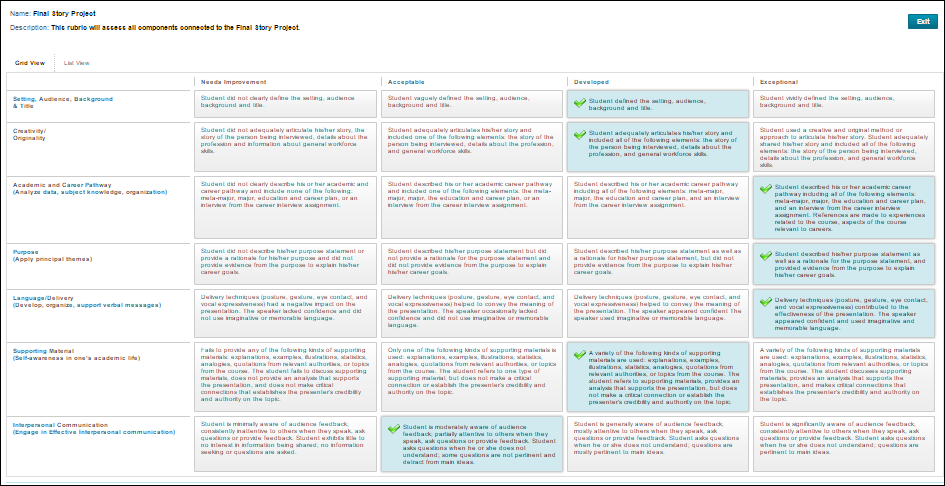 Name: Final Story Project
Description: This rubric will assess all components connected to the Final Story Project.
Exit
Grid View
List View
Needs Improvement
Acceptable
Developed
Exceptional
Setting, Audience, Background
& Title
Student did not clearly define the setting, audience,
background and title.
Student vaguely defined the setting, audience,
background and title.
Student defined the setting, audience,
background and title.
Student vividly defined the setting, audience,
background and title.
Creativity/
Originality
Student did not adequately articulate his/her story, the
story of the person being interviewed, details about the
profession and information about general workforce
skills.
Student adequately articulates his/her story and
included one of the following elements: the story of the
person being interviewed, details about the profession,
and general workforce skills.
Student adequately articulates his/her story and
included all of the following elements: the story of
the person being interviewed, details about the
profession, and general workforce skills.
Student used a creative and original method or
approach to articulate his/her story. Student adequately
shared his/her story and included all of the following
elements: the story of the person being interviewed,
details about the profession, and general workforce
skills.
Academic and Career Pathway
(Analyze data, subject knowledge, organization)
Student did not clearly describe his/her academic and
career pathway and include none of the following:
meta-major, major, education and career plan, or an
interview from the career interview assignment.
Student described his or her academic career pathway
and included one of the following elements: the meta-
major, major, the education and career plan, or an
interview from the career interview assignment.
Student described his or her academic career pathway
including all of the following elements: meta-major,
major, the education and career plan, and an interview
from the career interview assignment.
Student described his or her academic career
pathway including all of the following elements:
meta-major, major, the education and career plan,
and an interview from the career interview
assignment. References are made to experiences
related to the course, aspects of the course
relevant to careers.
Purpose
(Apply principal themes)
Student did not describe his/her purpose statement or
provide a rationale for his/her purpose and did not
provide evidence from the purpose to explain his/her
career goals.
Student described his/her purpose statement but did
not provide a rationale for the purpose statement and
did not provide evidence from the purpose to explain
his/her career goals.
Student described his/her purpose statement as well as
a rationale for his/her purpose statement, but did not
provide evidence from the purpose to explain his/her
career goals.
Student described his/her purpose statement as
well as a rationale for his/her purpose statement, and
provided evidence from the purpose to explain
his/her career goals.
Language/Delivery
(Develop, organize, support verbal messages)
Delivery techniques (posture, gesture, eye contact, and
vocal expressiveness) had a negative impact on the
presentation. The speaker lacked confidence and did
not use imaginative or memorable language.
Delivery techniques (posture, gesture, eye contact, and
vocal expressiveness) helped to convey the meaning of
the presentation. The speaker occasionally lacked
confidence and did not use imaginative or memorable
language.
Delivery techniques (posture, gesture, eye contact, and
vocal expressiveness) helped to convey the meaning of
the presentation. The speaker appeared confident The
speaker used imaginative or memorable language.
Delivery techniques (posture, gesture, eye contact,
and vocal expressiveness) contributed to the
effectiveness of the presentation. The speaker
appeared confident and used imaginative and
memorable language.
Supporting Material
(Self-awareness in one's academic life)
Fails to provide any of the following kinds of supporting
materials: explanations, examples, illustrations, statistics,
analogies, quotations from relevant authorities, or topics
from the course. The student fails to discuss supporting
materials, does not provide an analysis that supports
the presentation, and does not make critical
connections that establishes the presenter's credibility
and authority on the topic.
Only one of the following kinds of supporting materials is
used: explanations, examples, illustrations, statistics,
analogies, quotations from relevant authorities, or topics
from the course. The student refers to one type of
supporting material, but does not make a critical
connection or establish the presenter's credibility and
authority on the topic.
A variety of the following kinds of supporting
materials are used: explanations, examples,
illustrations, statistics, analogies, quotations from
relevant authorities, or topics from the course. The
student refers to supporting materials, provides an
analysis that supports the presentation, but does
not make a critical connection or establish the
presenter's credibility and authority on the topic.
A variety of the following kinds of supporting materials
are used: explanations, examples, illustrations, statistics,
analogies, quotations from relevant authorities, or topics
from the course. The student discusses supporting
materials, provides an analysis that supports the
presentation, and makes critical connections that
establishes the presenter's credibility and authority on the
topic.
Interpersonal Communication
(Engage in Effective Interpersonal communication)
Student is minimally aware of audience feedback,
inconsistently attentive to others when they speak, ask
questions or provide feedback. Student exhibits little to
no interest in information being shared, no information
seeking or questions are asked.
Student is moderately aware of audience
feedback, partially attentive to others when they
speak, ask questions or provide feedback. Student
asks questions when he or she does not
understand; some questions are not pertinent and
detract from main ideas.
Student is generally aware of audience feedback,
mostly attentive to others when they speak, ask
questions or provide feedback. Student asks questions
when he or she does not understand; questions are
mostly pertinent to main ideas.
Student is significantly aware of audience feedback,
consistently attentive to others when they speak, ask
questions or provide feedback. Student asks questions
when he or she does not understand, questions are
pertinent to main ideas.